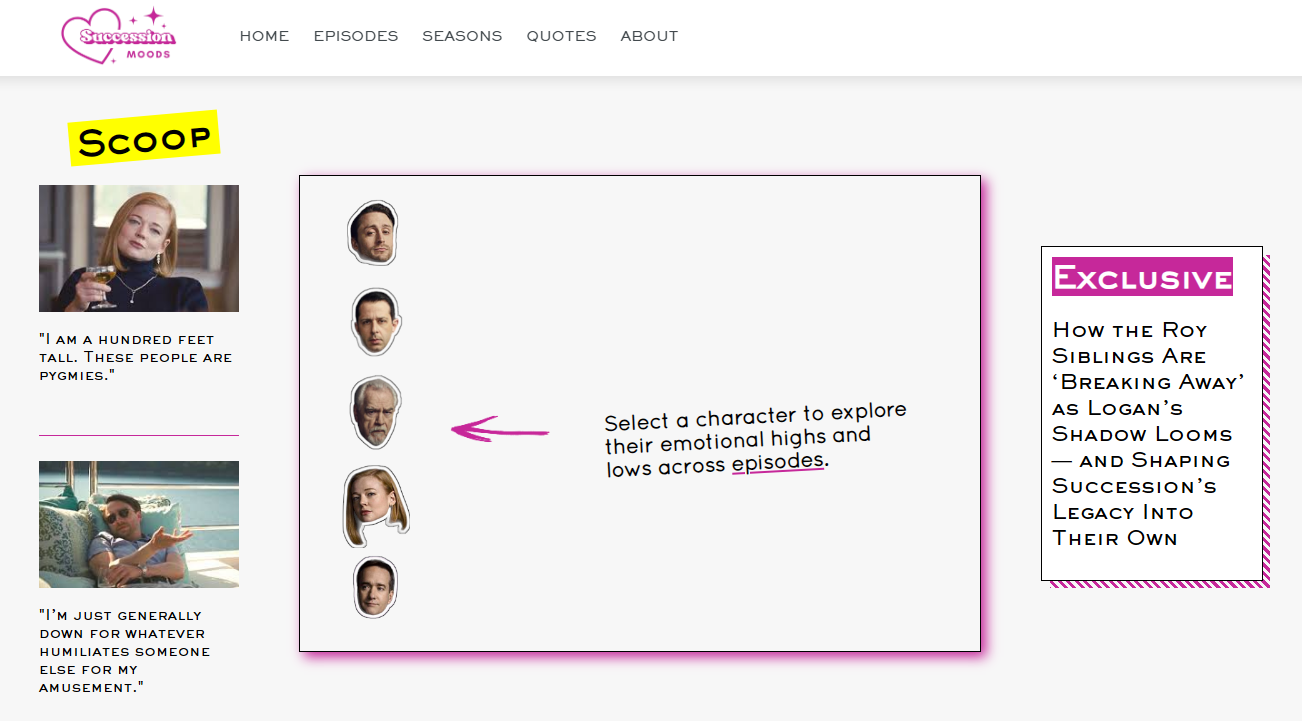 Succession
MOODS
HOME EPISODES SEASONS QUOTES ABOUT
Scoop
"I am a hundred feet
tall. These people are
pygmies."
"I'm just generally
down for whatever
humiliates someone
else for my
amusement."
Select a character to explore
their emotional highs and
lows across episodes.
Exclusive
How the Roy
Siblings Are
‘Breaking Away’
as Logan’s
Shadow Looms
— and Shaping
Succession’s
Legacy Into
Their Own